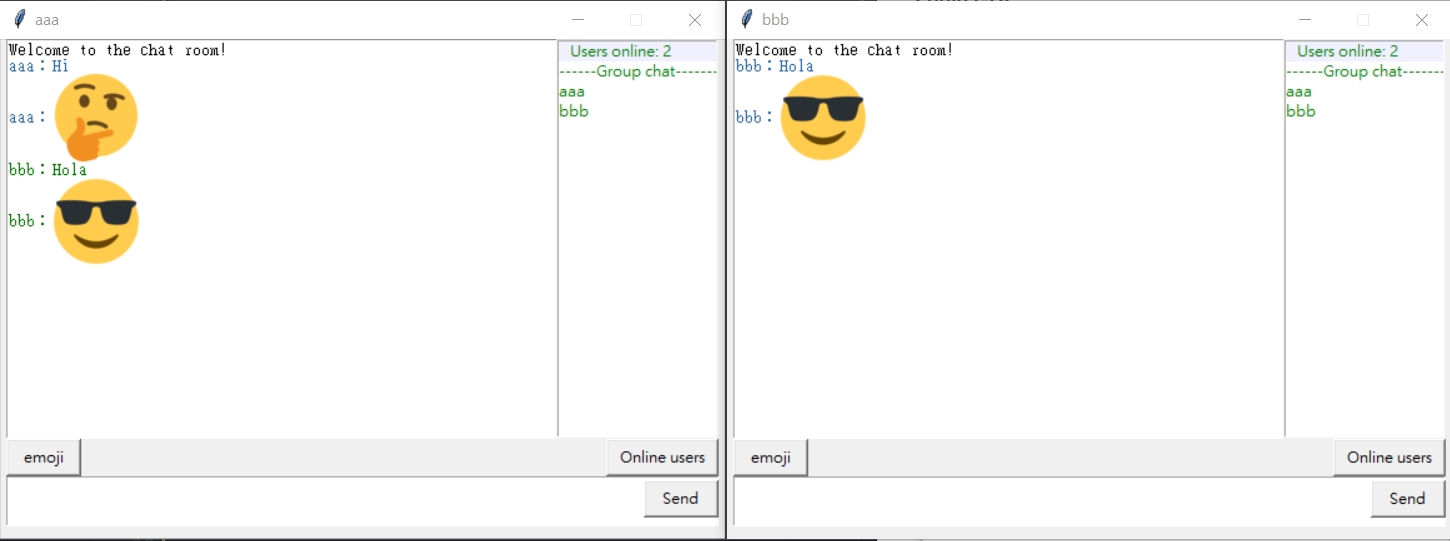 aaa
Welcome to the chat room!
aaa：Hi
aaa：
bbb：Hola
bbb：
Users online: 2
------Group chat-------
aaa
bbb
emoji
Online users
Send
bbb
Welcome to the chat room!
bbb：Hola
bbb：
Users online: 2
------Group chat-------
aaa
bbb
emoji
Online users
Send